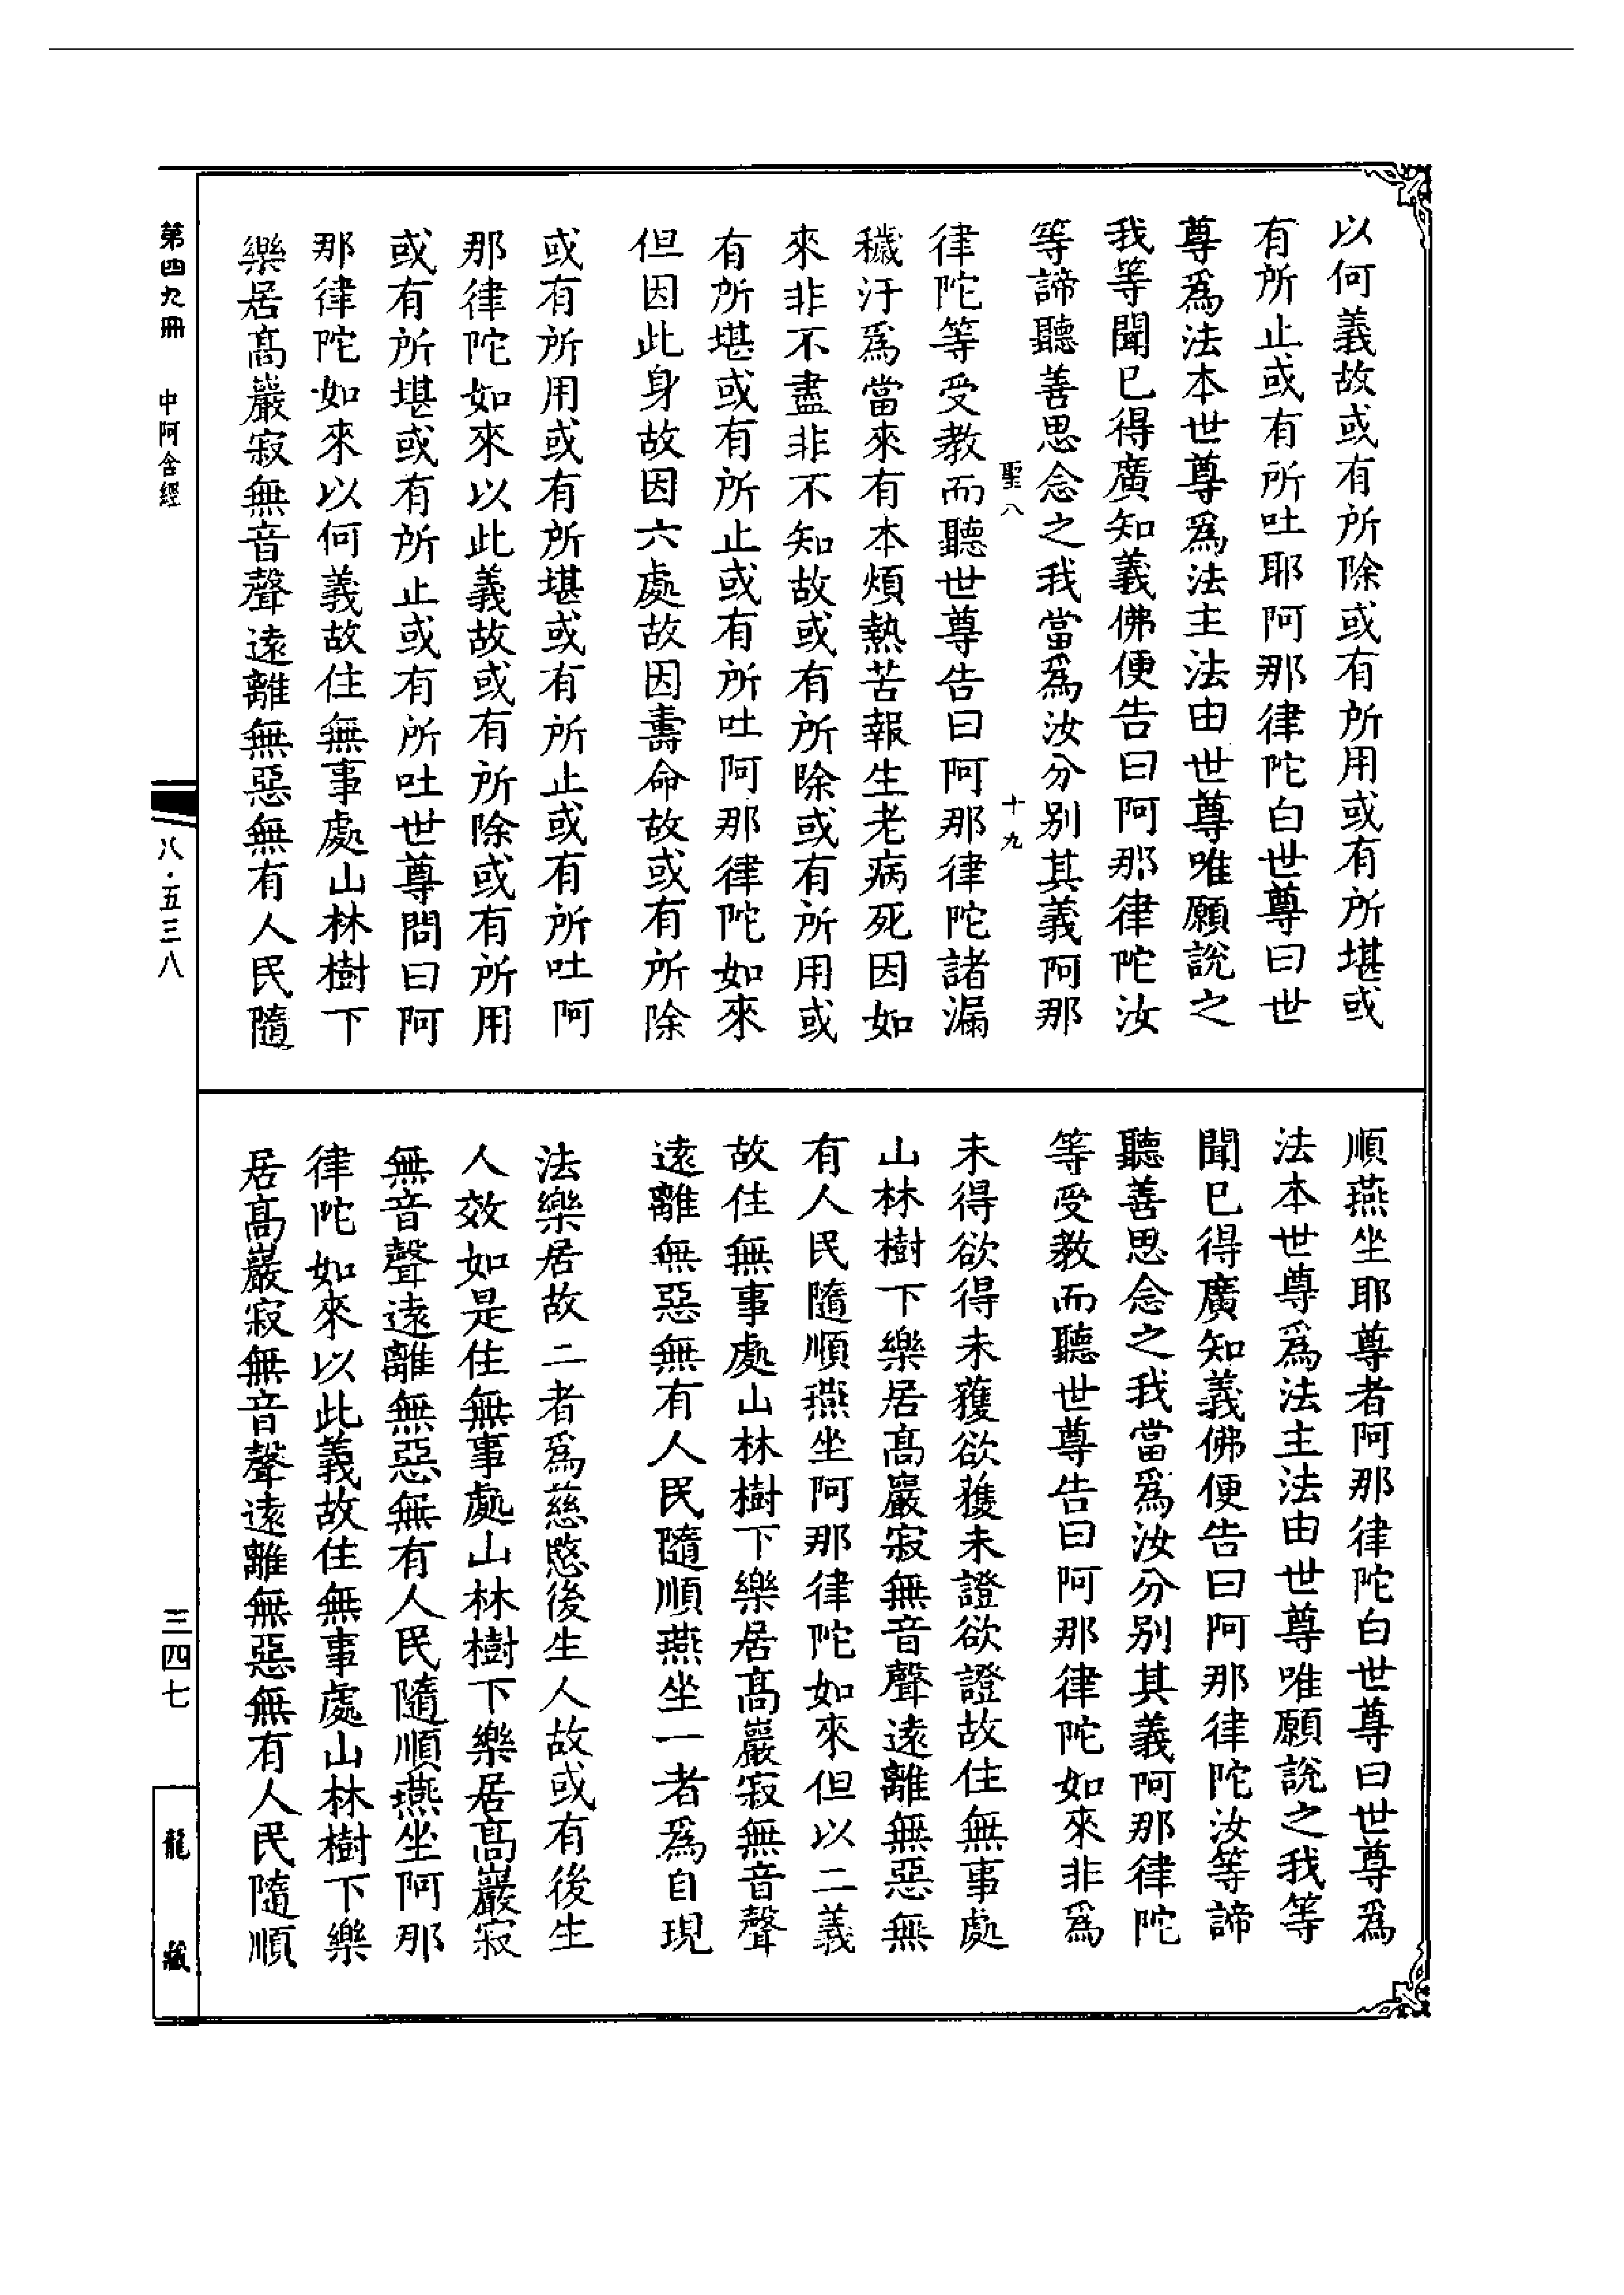 以何義故或有所除或有所用或有所堪或
有所止或有所吐耶阿那律陀白世尊曰世
尊爲法本世尊爲法主法由世尊唯願說之
我等聞已得廣知義佛便告曰阿那律陀汝
等諦聽善思念之我當爲汝分別其義阿那
聖八
十九
律陀等受教而聽世尊告曰阿那律陀諸漏
穢汙爲當來有本煩熱苦報生老病死因如
來非不盡非不知故或有所除或有所用或
有所堪或有所止或有所吐阿那律陀如來
但因此身故因六處故因壽命故或有所除
或有所用或有所堪或有所止或有所吐阿
那律陀如來以此義故或有所除或有所用
或有所堪或有所止或有所吐世尊問曰阿
那律陀如來以何義故住無事處山林樹下
樂居高巖寂無音聲遠離無惡無有人民隨
順燕坐耶尊者阿那律陀白世尊曰世尊爲
法本世尊爲法主法由世尊唯願說之我等
聞已得廣知義佛便告曰阿那律陀汝等諦
聽善思念之我當爲汝分別其義阿那律陀
等受教而聽世尊告曰阿那律陀如來非爲
未得欲得未獲欲獲未證欲證故住無事處
山林樹下樂居高巖寂無音聲遠離無惡無
有人民隨順燕坐阿那律陀如來但以二義
故住無事處山林樹下樂居高巖寂無音聲
遠離無惡無有人民隨順燕坐一者爲自現
法樂居故二者爲慈愍後生人故或有後生
人效如是住無事處山林樹下樂居高巖寂
無音聲遠離無惡無有人民隨順燕坐阿那
律陀如來以此義故住無事處山林樹下樂
居高巖寂無音聲遠離無惡無有人民隨順
第四九冊 中阿含經
八·五三八
三四七
龍藏